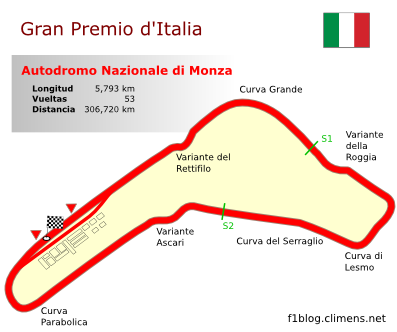 Gran Premio d'Italia
Autodromo Nazionale di Monza
Longitud 5,793 km
Vueltas 53
Distancia 306,720 km
Curva Grande
S1
Variante
della
Roggia
Variante del
Rettifilo
S2
Variante
Ascari
Curva del Serraglio
Curva di
Lesmo
Curva
Parabolica
f1blog.climens.net